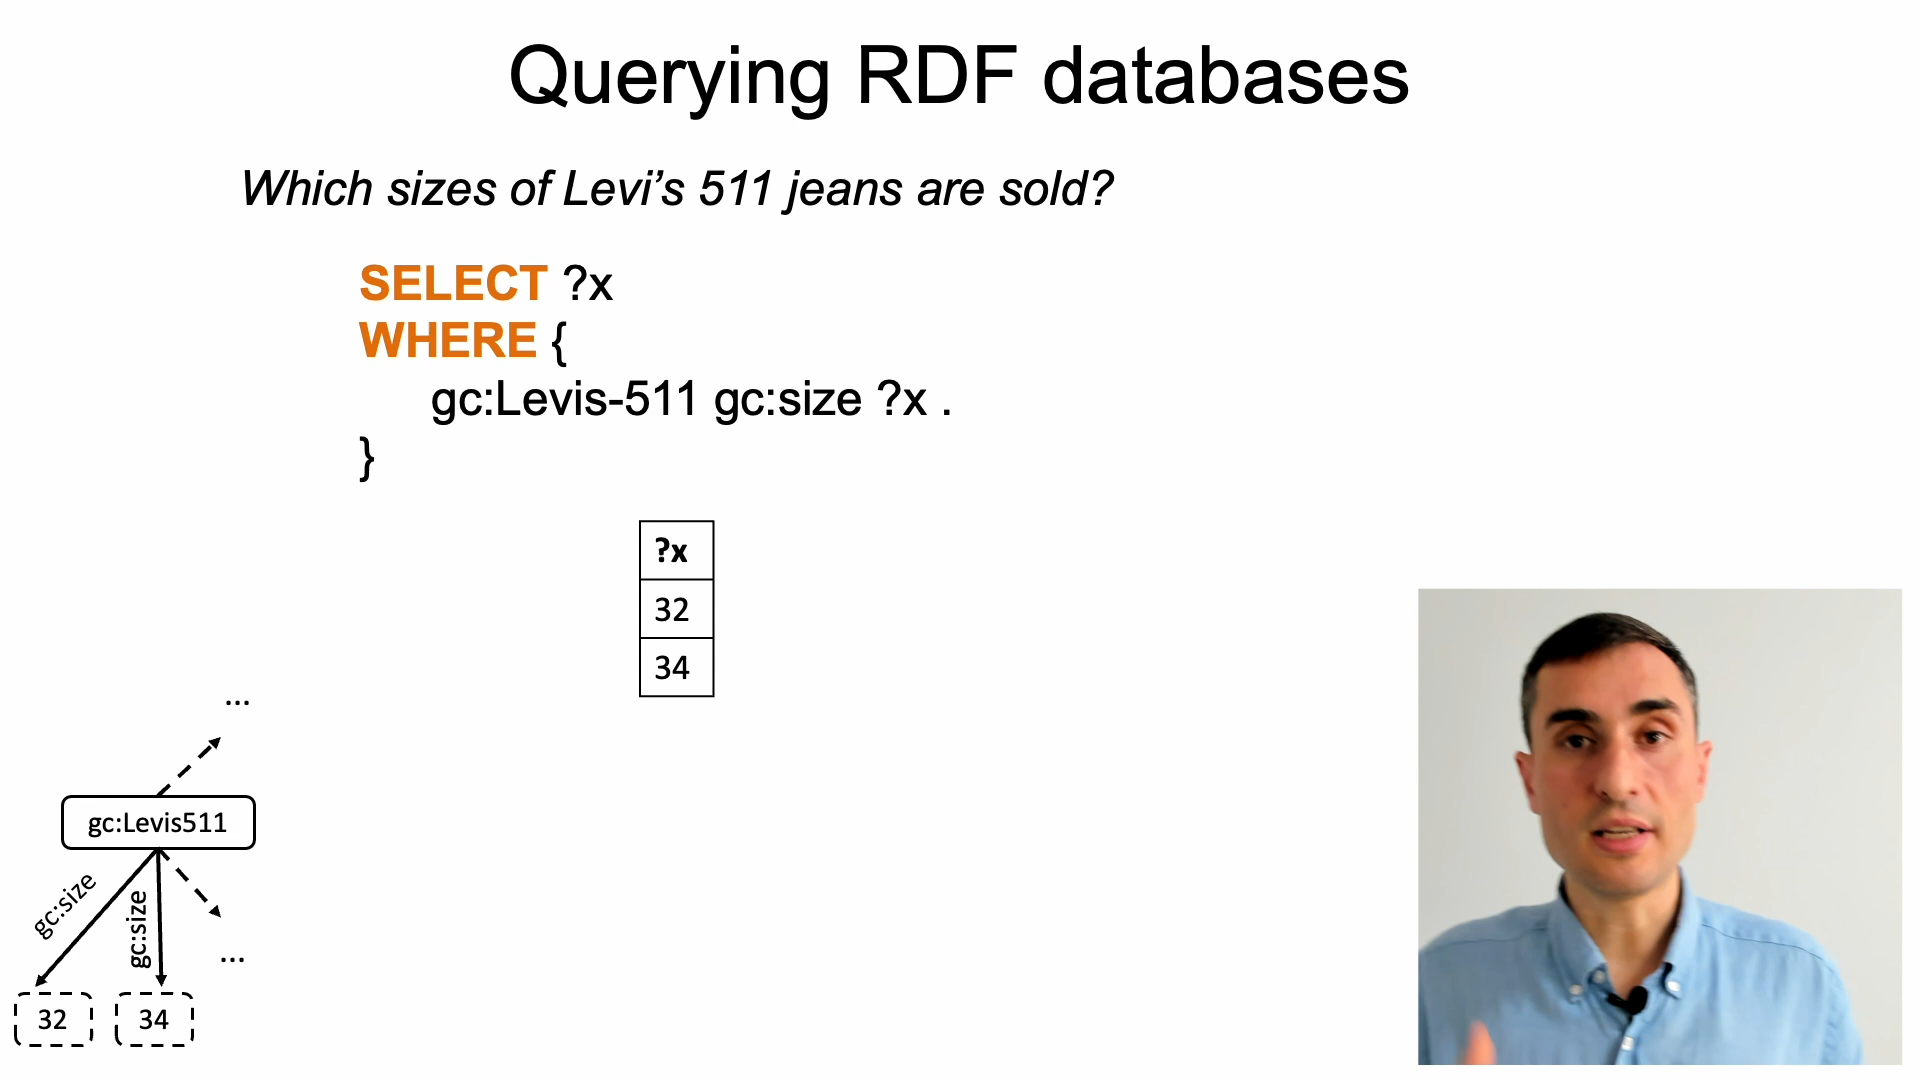 Querying RDF databases
Which sizes of Levi’s 511 jeans are sold?
SELECT ?x
WHERE {
gc:Levis-511 gc:size ?x .
}
?x
32
34
...
gc:Levis511
gc:size
gc:size
...
32
34